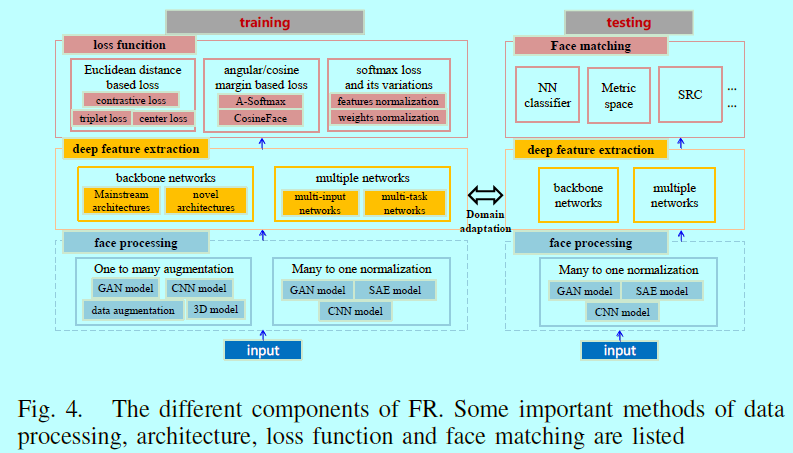 training
loss funcition
Euclidean distance
based loss
contrastive loss
triplet loss
center loss
angular/cosine
margin based loss
A-Softmax
CosineFace
softmax loss
and its variations
features normalization
weights normalization
deep feature extraction
backbone networks
Mainstream
architectures
novel
architectures
multiple networks
multi-input
networks
multi-task
networks
face processing
One to many augmentation
GAN model
CNN model
data augmentation
3D model
Many to one normalization
GAN model
SAE model
CNN model
input
Domain
adaptation
testing
Face matching
NN
classifier
Metric
space
SRC
...
...
deep feature extraction
backbone
networks
multiple
networks
face processing
Many to one normalization
GAN model
SAE model
CNN model
input
Fig. 4. The different components of FR. Some important methods of data
processing, architecture, loss function and face matching are listed